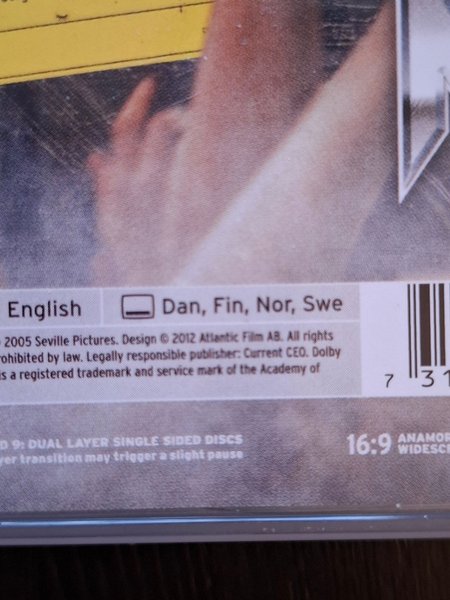 English
Dan, Fin, Nor, Swe
2005 Seville Pictures. Design © 2012 Atlantic Film AB. All rights
rohibited by law. Legally responsible publisher: Current CEO. Dolby
is a registered trademark and service mark of the Academy of
7 31
D 9: DUAL LAYER SINGLE SIDED DISCS
yer transition may trigger a slight pause
16:9 ANAMOR
WIDESC